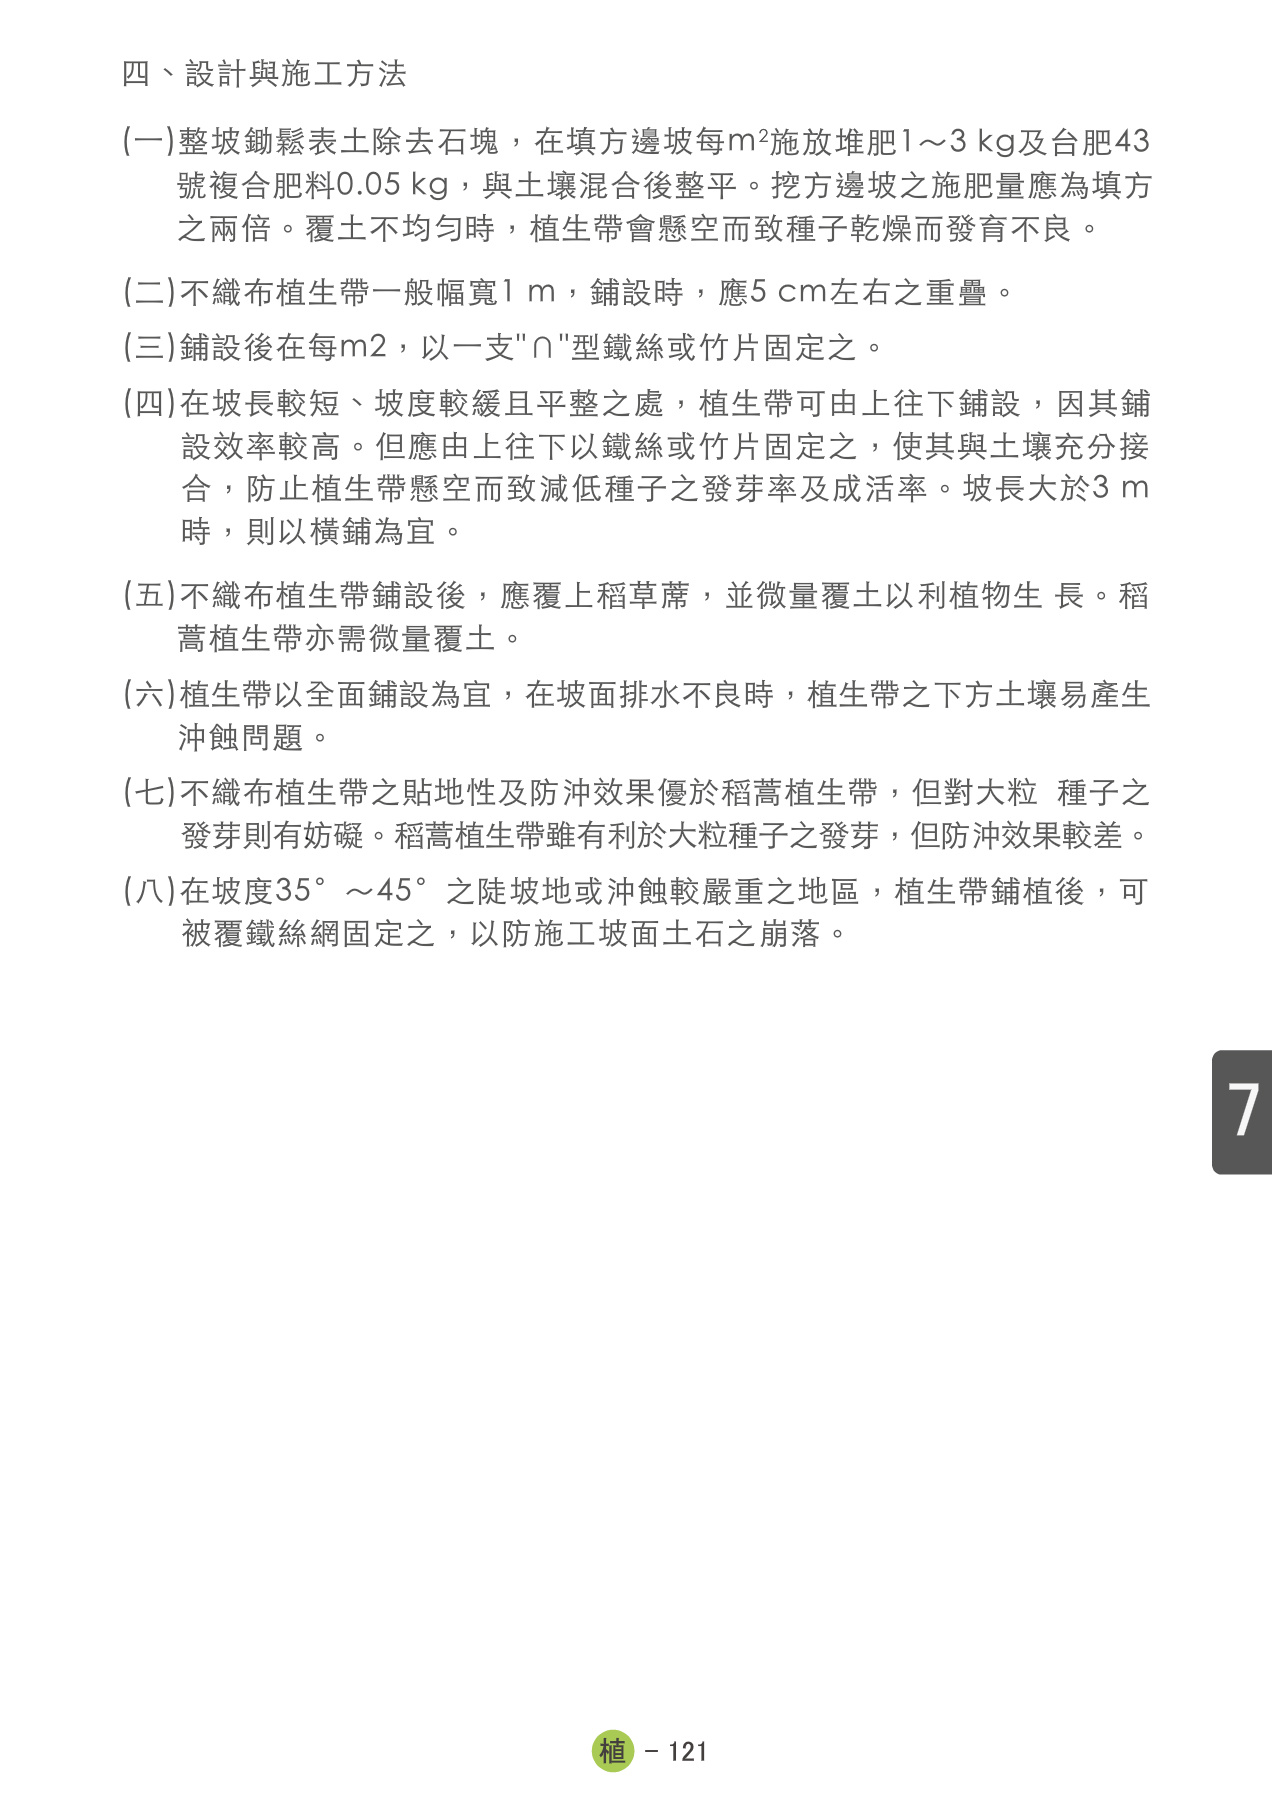 四、設計與施工方法
(一)整坡鋤鬆表土除去石塊，在填方邊坡每m²施放堆肥1～3 kg及台肥43
號複合肥料0.05 kg，與土壤混合後整平。挖方邊坡之施肥量應為填方
之兩倍。覆土不均勻時，植生帶會懸空而致種子乾燥而發育不良。
(二)不織布植生帶一般幅寬1 m，鋪設時，應5 cm左右之重疊。
(三)鋪設後在每m2，以一支"∩"型鐵絲或竹片固定之。
(四)在坡長較短、坡度較緩且平整之處，植生帶可由上往下鋪設，因其鋪
設效率較高。但應由上往下以鐵絲或竹片固定之，使其與土壤充分接
合，防止植生帶懸空而致減低種子之發芽率及成活率。坡長大於3 m
時，則以橫鋪為宜。
(五)不織布植生帶鋪設後，應覆上稻草蓆，並微量覆土以利植物生 長。稻
蒿植生帶亦需微量覆土。
(六)植生帶以全面鋪設為宜，在坡面排水不良時，植生帶之下方土壤易產生
沖蝕問題。
(七)不織布植生帶之貼地性及防沖效果優於稻蒿植生帶，但對大粒 種子之
發芽則有妨礙。稻蒿植生帶雖有利於大粒種子之發芽，但防沖效果較差。
(八)在坡度35°～45°之陡坡地或沖蝕較嚴重之地區，植生帶鋪植後，可
被覆鐵絲網固定之，以防施工坡面土石之崩落。
7
植 – 121